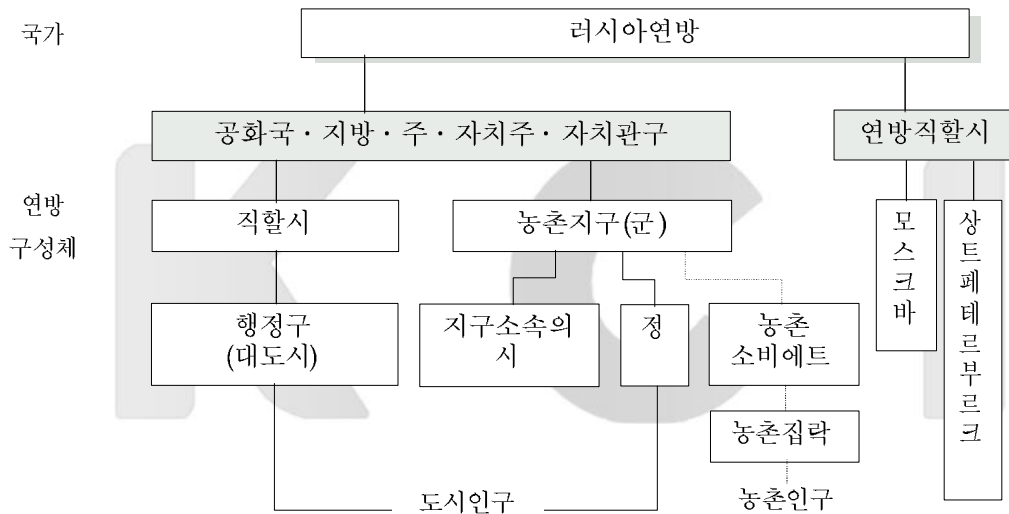 국가
러시아연방
공화국·지방·주·자치주·자치관구
연방직할시
연방
구성체
직할시
농촌지구(군)
모스크바
상트페테르부르크
행정구
(대도시)
지구소속의
시
정
농촌
소비에트
농촌집락
도시인구
농촌인구
KCI